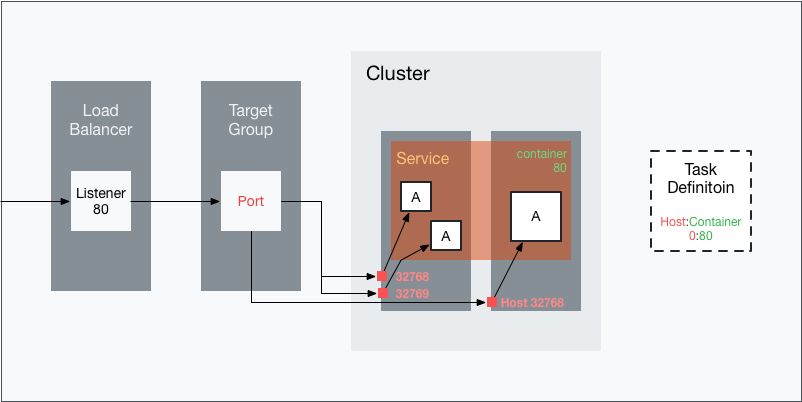 Cluster
Load
Balancer
Target
Group
Listener
80
Port
Service
container
80
A
A
A
32768
32769
Host 32768
Task
Definitoin
Host:Container
0:80